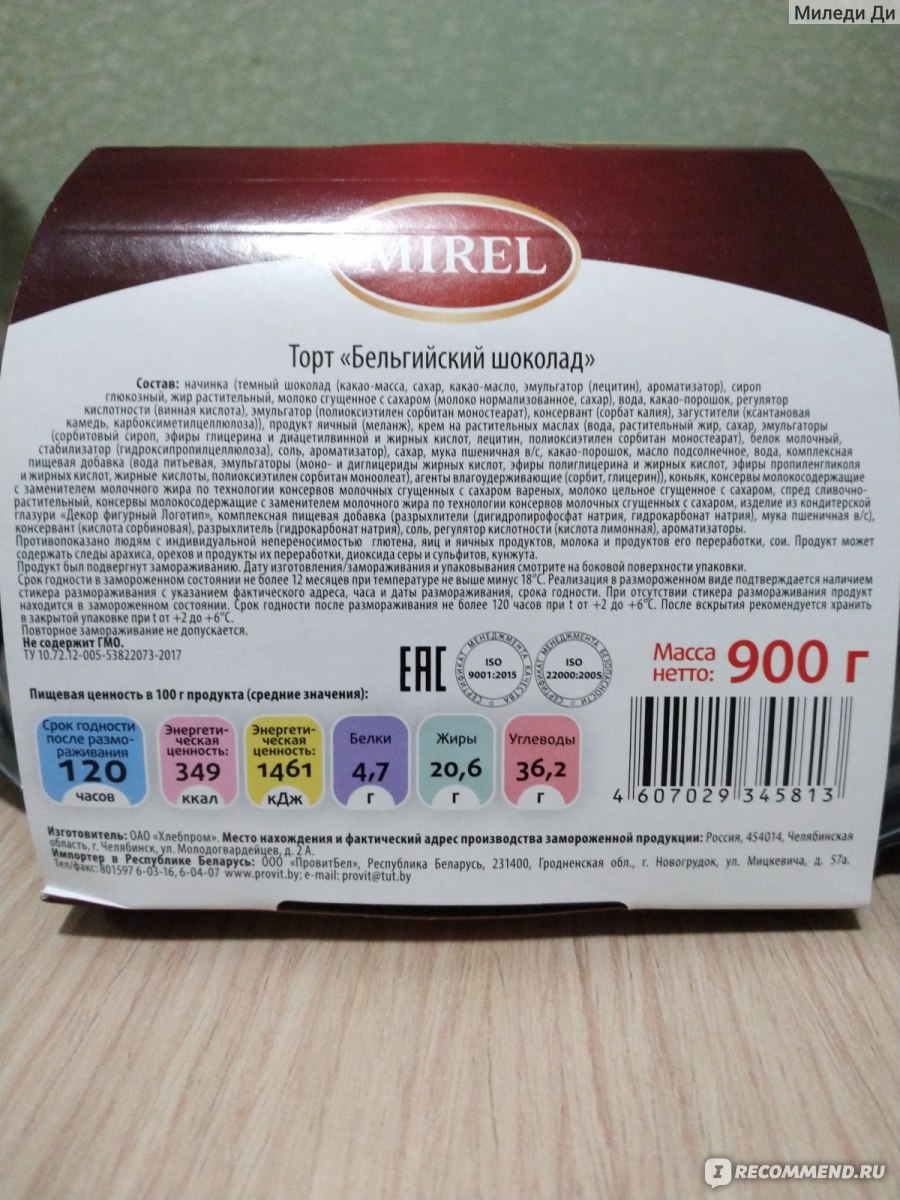 Миледи Ди
MIREL
Торт «Бельгийский шоколад»
Состав: начинка (темный шоколад (какао-масса, сахар, какао-масло, эмульгатор (лецитин), ароматизатор), сироп
глюкозный, жир растительный, молоко сгущенное с сахаром (молоко нормализованное, сахар), вода, какао-порошок, регулятор
кислотности (винная кислота), эмульгатор (полиоксиэтилен сорбитан моностеарат), консервант (сорбат калия), загустители (ксантановая
камедь, карбоксиметилцеллюлоза)), продукт яичный (меланж), крем на растительных маслах (вода, растительный жир, сахар, эмульгаторы
(сорбитовый сироп, эфиры глицерина и диацетилвинной и жирных кислот, лецитин, полиоксиэтилен сорбитан моностеарат), белок молочный,
стабилизатор (гидроксипропилцеллюлоза), соль, ароматизатор), сахар, мука пшеничная в/с, какао-порошок, масло подсолнечное, вода, комплексная
пищевая добавка (вода питьевая, эмульгаторы (моно- и диглицериды жирных кислот, эфиры полиглицерина и жирных кислот, эфиры пропиленгликоля
и жирных кислот, жирные кислоты, полиоксиэтилен сорбитан моноолеат), агенты влагоудерживающие (сорбит, глицерин)), коньяк, консервы молокосодержащие
с заменителем молочного жира по технологии консервов молочных сгущенных с сахаром вареных, молоко цельное сгущенное с сахаром, спред сливочно-
растительный, консервы молокосодержащие с заменителем молочного жира по технологии консервов молочных сгущенных с сахаром, изделие из кондитерской
глазури «Декор фигурный Логотип», комплексная пищевая добавка (разрыхлители (дигидропирофосфат натрия, гидрокарбонат натрия), мука пшеничная в/с),
консервант (кислота сорбиновая), разрыхлитель (гидрокарбонат натрия), соль, регулятор кислотности (кислота лимонная), ароматизаторы.
Противопоказано людям с индивидуальной непереносимостью глютена, яиц и яичных продуктов, молока и продуктов его переработки, сои. Продукт может
содержать следы арахиса, орехов и продукты их переработки, диоксида серы и сульфитов, кунжута.
Продукт был подвергнут замораживанию. Дату изготовления/замораживания и упаковывания смотрите на боковой поверхности упаковки.
Срок годности в замороженном состоянии не более 12 месяцев при температуре не выше минус 18°С. Реализация в размороженном виде подтверждается наличием
стикера размораживания с указанием фактического адреса, часа и даты размораживания, срока годности. При отсутствии стикера размораживания продукт
находится в замороженном состоянии. Срок годности после размораживания не более 120 часов при t от +2 до +6°С. После вскрытия рекомендуется хранить
в закрытой упаковке при t от +2 до +6°С.
Повторное замораживание не допускается.
Не содержит ГМО.
ТУ 10.72.12-005-53822073-2017
ЕАС
СЕРТИФИКАТ МЕНЕДЖМЕНТА КАЧЕСТВА
ISO
9001:2015
СЕРТИФИКАТ МЕНЕДЖМЕНТА БЕЗОПАСНОСТИ
ISO
22000:2005
Масса
нетто: 900 г
Пищевая ценность в 100 г продукта (средние значения):
Срок годности
после размо-
раживания
120
часов
Энергети-
ческая
ценность:
349
ккал
Энергети-
ческая
ценность:
1461
кДж
Белки
4,7
г
Жиры
20,6
г
Углеводы
36,2
г
4 607029 345813
Изготовитель: ОАО «Хлебпром». Место нахождения и фактический адрес производства замороженной продукции: Россия, 454014, Челябинская
область, г. Челябинск, ул. Молодогвардейцев, д. 2 А.
Импортер в Республике Беларусь: ООО «ПровитБел», Республика Беларусь, 231400, Гродненская обл., г. Новогрудок, ул. Мицкевича, д. 57а.
Тел/факс: 801597 6-03-16, 6-04-07 www.provit.by; e-mail: provit@tut.by
IRECOMMEND.RU